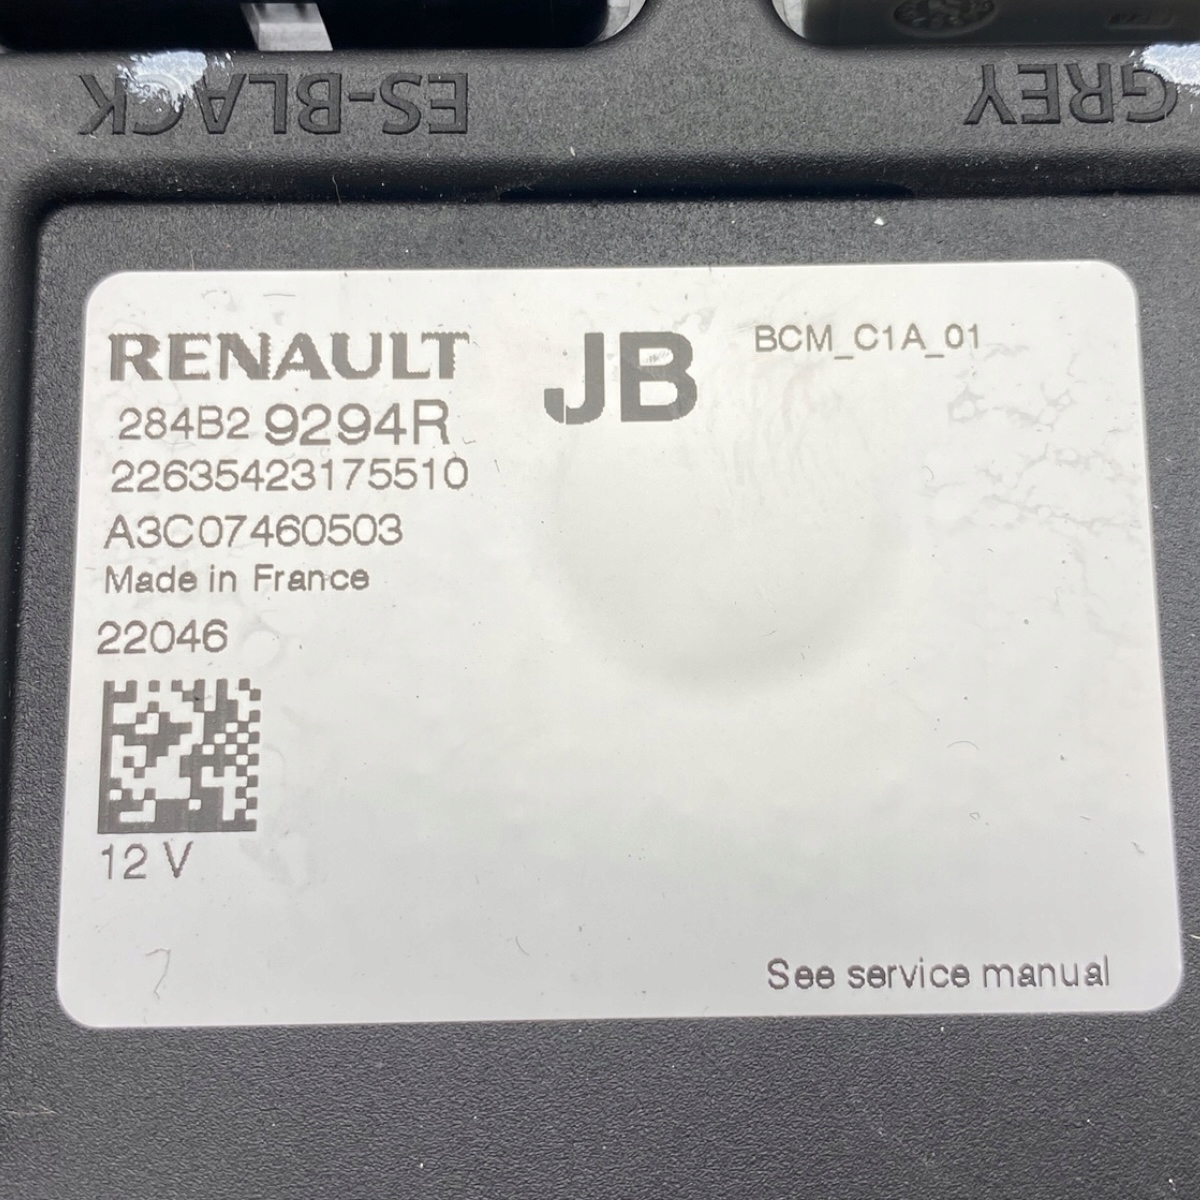 ES-BLACK
GREY
RENAULT
JB
BCM_C1A_01
284B2 9294R
22635423175510
A3C07460503
Made in France
22046
12 V
See service manual